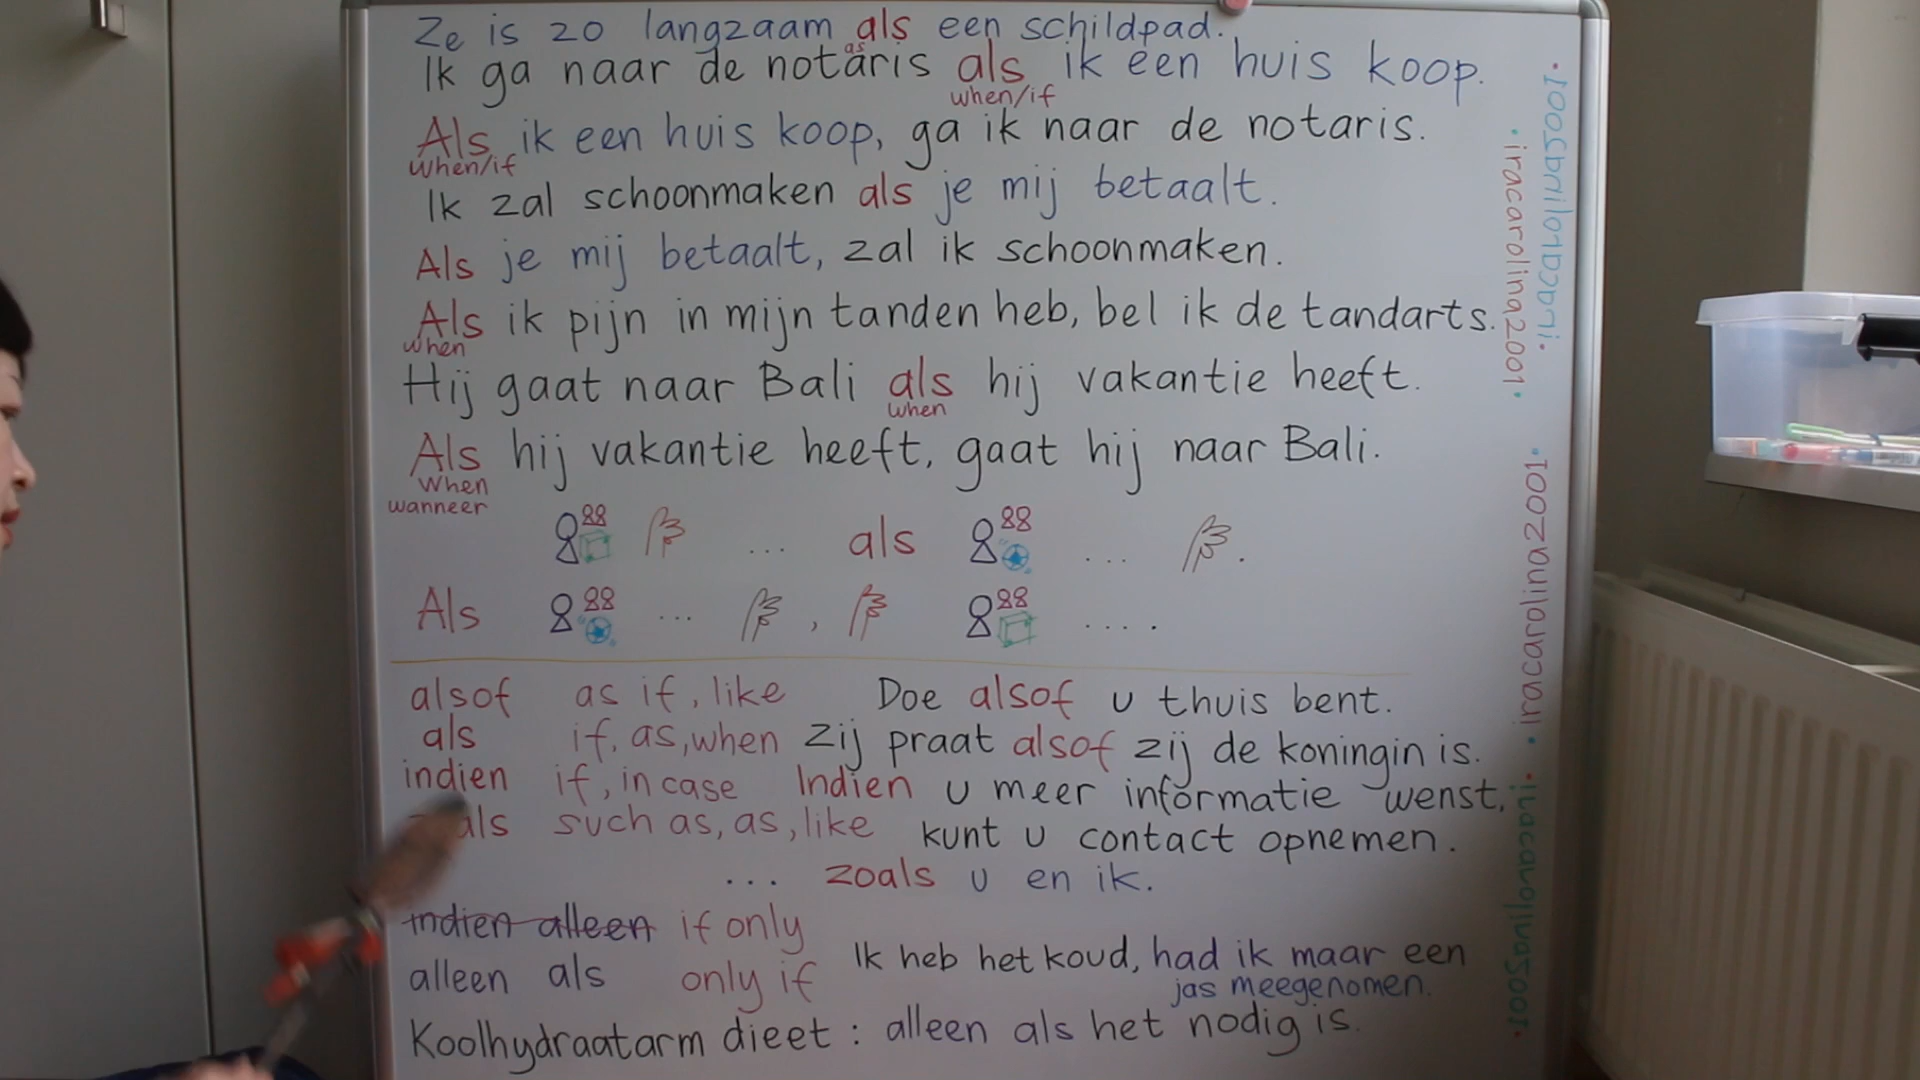 Ze is zo langzaam als een schildpad.
as
Ik ga naar de notaris als ik een huis koop.
when/if
Als ik een huis koop, ga ik naar de notaris.
When/if
Ik zal schoonmaken als je mij betaalt.
Als je mij betaalt, zal ik schoonmaken.
Als ik pijn in mijn tanden heb, bel ik de tandarts.
when
Hij gaat naar Bali als hij vakantie heeft.
when
Als hij vakantie heeft, gaat hij naar Bali.
When
wanneer
... als ... .
Als ... , ... .
alsof as if, like Doe alsof u thuis bent.
als if, as, when Zij praat alsof zij de koningin is.
indien if, in case Indien u meer informatie wenst,
such as, as, like kunt u contact opnemen.
... zoals u en ik.
indien alleen if only
Ik heb het koud, had ik maar een
jas meegenomen.
alleen als only if
Koolhydraatarm dieet : alleen als het nodig is.
iracarolina2001
iracarolina2001
iracarolina2001
iracarolina2001